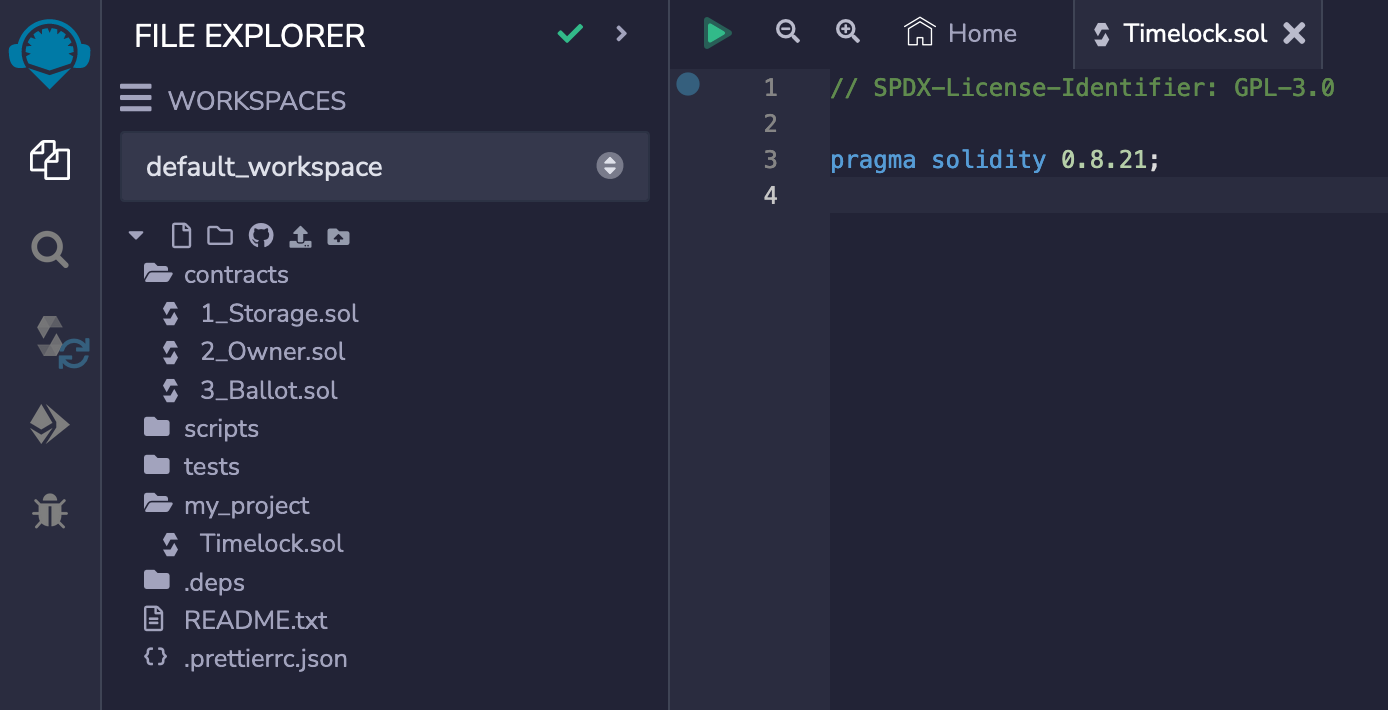 FILE EXPLORER
WORKSPACES
default_workspace
contracts
1_Storage.sol
2_Owner.sol
3_Ballot.sol
scripts
tests
my_project
Timelock.sol
.deps
README.txt
.prettierrc.json
Home
Timelock.sol
1 // SPDX-License-Identifier: GPL-3.0
2
3 pragma solidity 0.8.21;
4